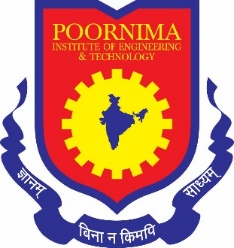 POORNIMA
INSTITUTE OF ENGINEERING
& TECHNOLOGY
ज्ञानम् बिना न किमपि साध्यम्